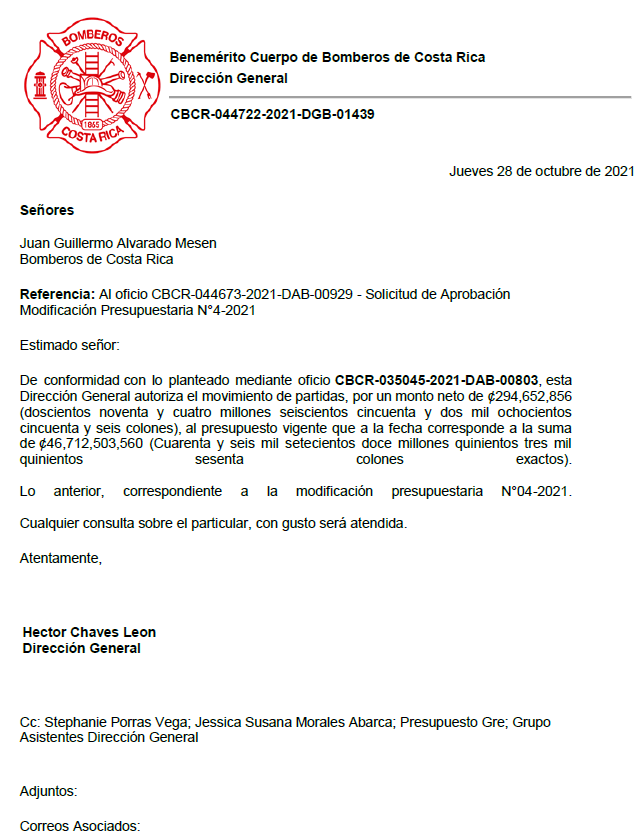 BOMBEROS
1865
COSTA RICA
Benemérito Cuerpo de Bomberos de Costa Rica
Dirección General
CBCR-044722-2021-DGB-01439
Jueves 28 de octubre de 2021
Señores
Juan Guillermo Alvarado Mesen
Bomberos de Costa Rica
Referencia: Al oficio CBCR-044673-2021-DAB-00929 - Solicitud de Aprobación
Modificación Presupuestaria N°4-2021
Estimado señor:
De conformidad con lo planteado mediante oficio CBCR-035045-2021-DAB-00803, esta
Dirección General autoriza el movimiento de partidas, por un monto neto de ¢294,652,856
(doscientos noventa y cuatro millones seiscientos cincuenta y dos mil ochocientos
cincuenta y seis colones), al presupuesto vigente que a la fecha corresponde a la suma
de ¢46,712,503,560 (Cuarenta y seis mil setecientos doce millones quinientos tres mil
quinientos sesenta colones exactos).
Lo anterior, correspondiente a la modificación presupuestaria N°04-2021.
Cualquier consulta sobre el particular, con gusto será atendida.
Atentamente,
Hector Chaves Leon
Dirección General
Cc: Stephanie Porras Vega; Jessica Susana Morales Abarca; Presupuesto Gre; Grupo
Asistentes Dirección General
Adjuntos:
Correos Asociados: